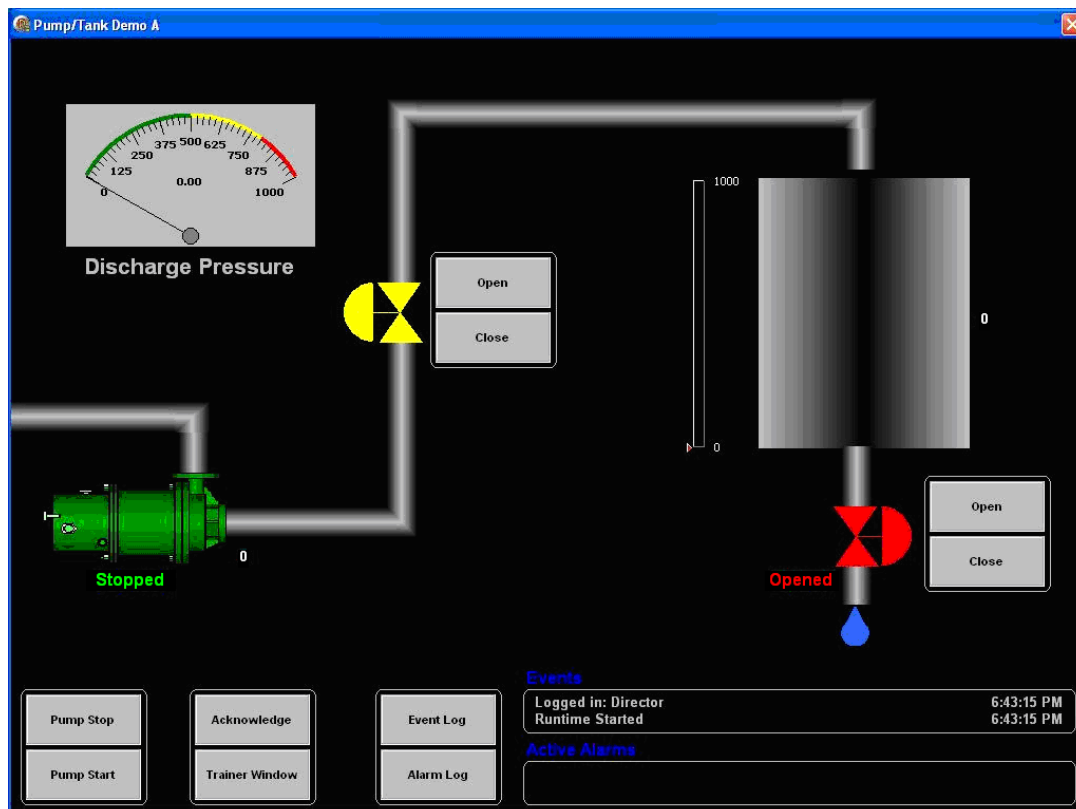 Pump/Tank Demo A
0
125
250
375
500
625
750
875
1000
0.00
Discharge Pressure
Open
Close
1000
0
0
Stopped
0
Opened
Open
Close
Pump Stop
Pump Start
Acknowledge
Trainer Window
Event Log
Alarm Log
Events
Logged in: Director 6:43:15 PM
Runtime Started 6:43:15 PM
Active Alarms